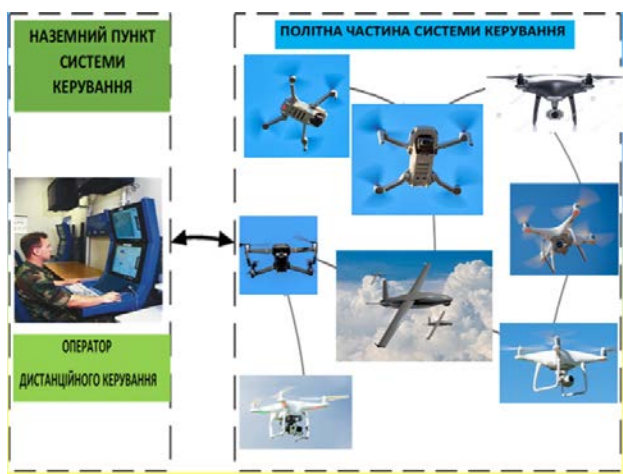 НАЗЕМНИЙ ПУНКТ
СИСТЕМИ
КЕРУВАННЯ
ПОЛІТНА ЧАСТИНА СИСТЕМИ КЕРУВАННЯ
ОПЕРАТОР
ДИСТАНЦІЙНОГО КЕРУВАННЯ